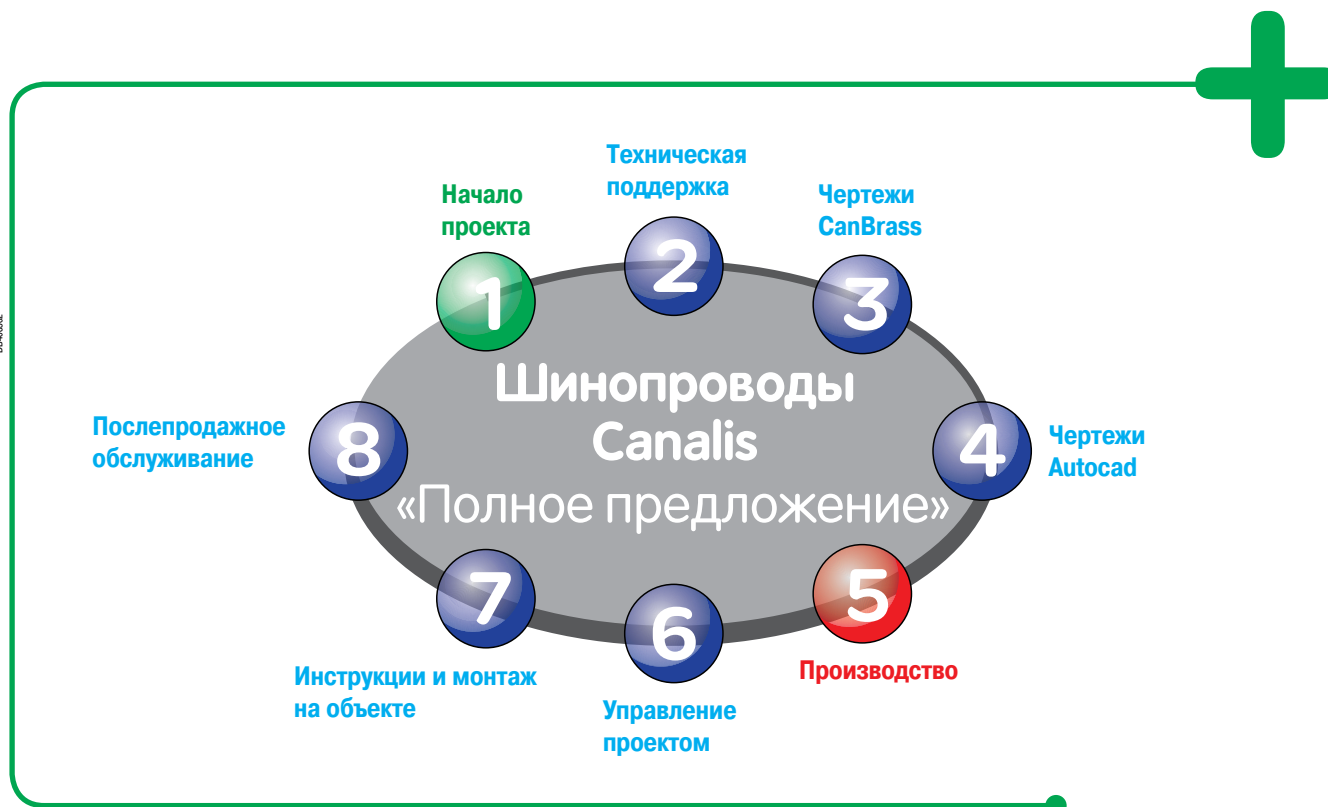 Техническая
поддержка
Начало
проекта
Чертежи
CanBrass
1
2
3
Шинопроводы
Canalis
«Полное предложение»
Послепродажное
обслуживание
8
4
Чертежи
Autocad
7
6
5
Производство
Инструкции и монтаж
на объекте
Управление
проектом